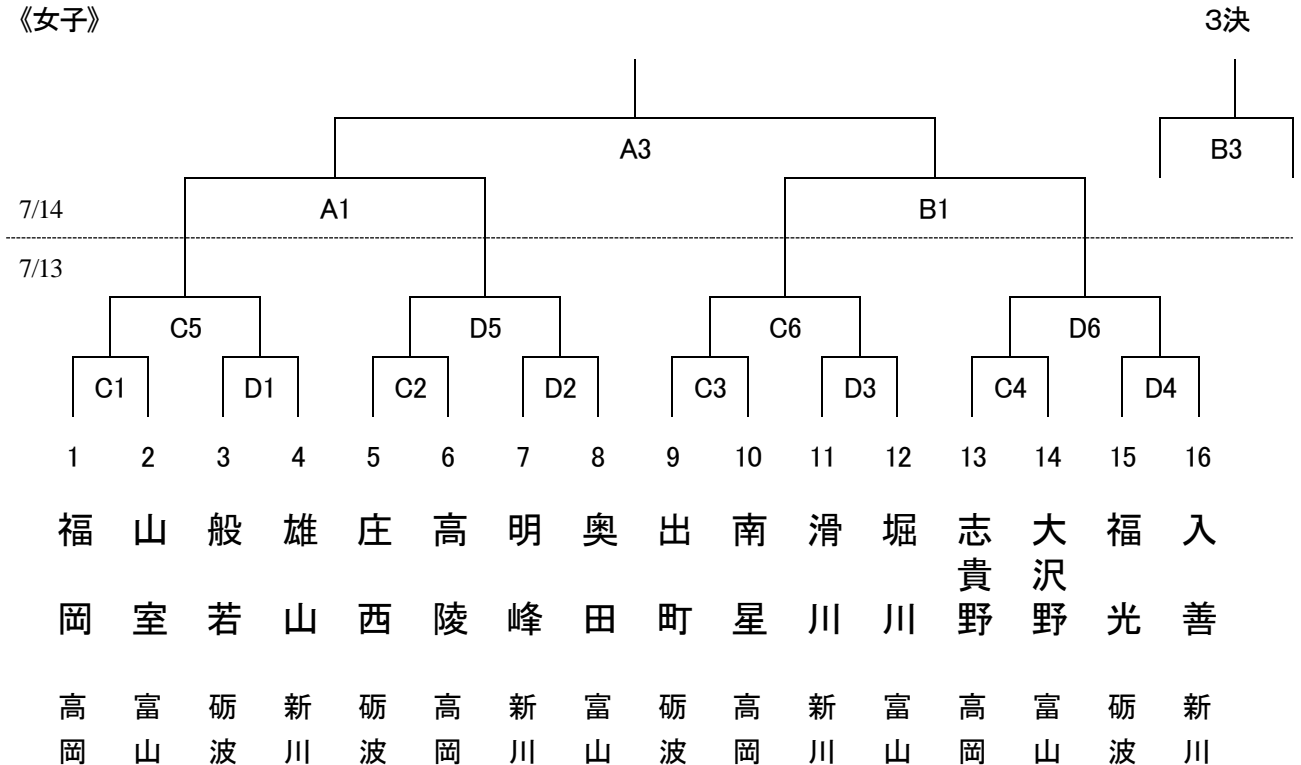 《女子》 3決
A3 B3
7/14 A1 B1
7/13
C5 D5 C6 D6
C1 D1 C2 D2 C3 D3 C4 D4
1 2 3 4 5 6 7 8 9 10 11 12 13 14 15 16
福岡 山室 般若 雄山 庄西 高陵 明峰 奥田 出町 南星 滑川 堀川 志貴野 大沢野 福光 入善
高岡 富山 砺波 新川 砺波 高岡 新川 富山 砺波 高岡 新川 富山 高岡 富山 砺波 新川